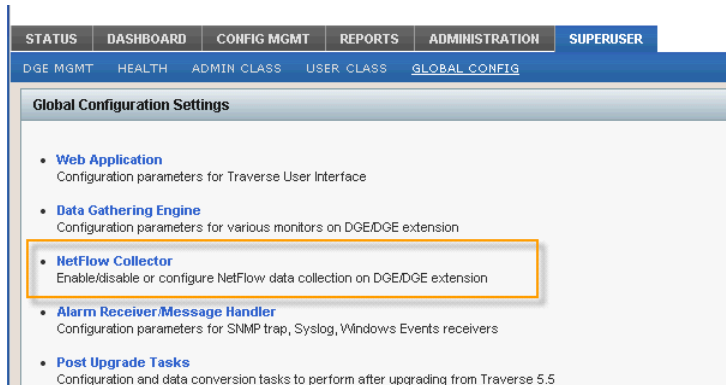 STATUS DASHBOARD CONFIG MGMT REPORTS ADMINISTRATION SUPERUSER
DGE MGMT HEALTH ADMIN CLASS USER CLASS GLOBAL CONFIG
Global Configuration Settings
Web Application
Configuration parameters for Traverse User Interface
Data Gathering Engine
Configuration parameters for various monitors on DGE/DGE extension
NetFlow Collector
Enable/disable or configure NetFlow data collection on DGE/DGE extension
Alarm Receiver/Message Handler
Configuration parameters for SNMP trap, Syslog, Windows Events receivers
Post Upgrade Tasks
Configuration and data conversion tasks to perform after upgrading from Traverse 5.5